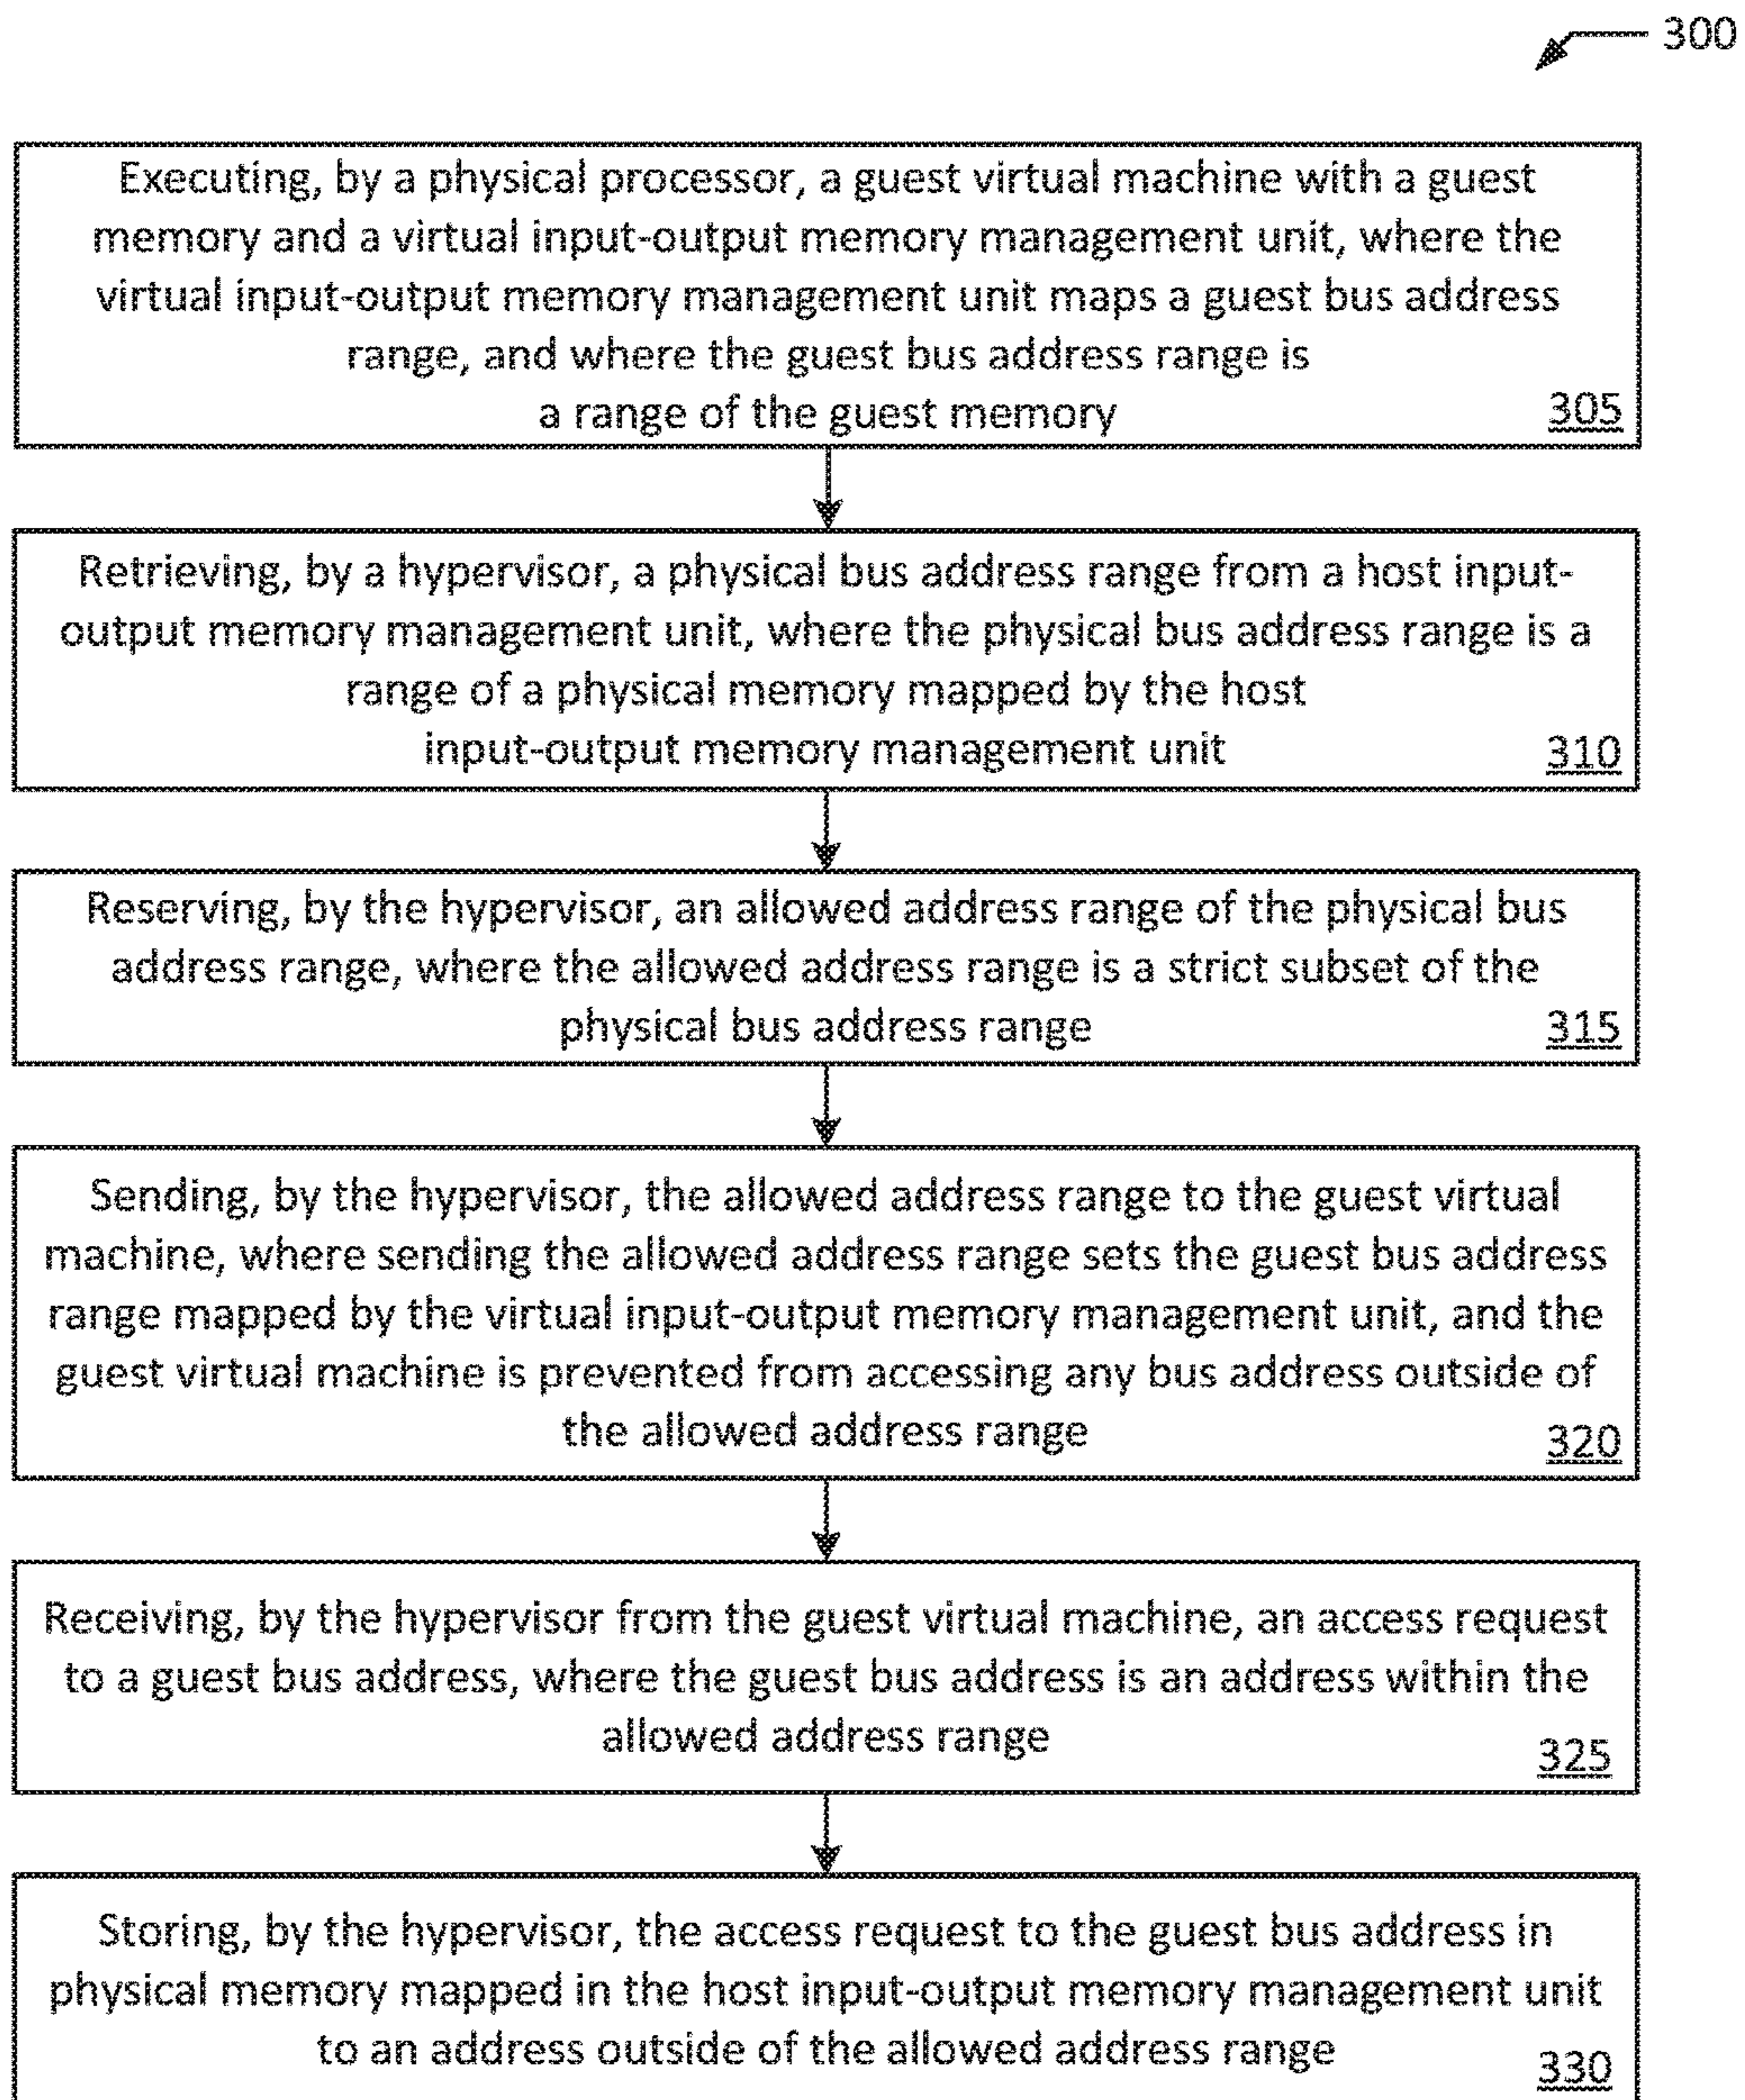 300
Executing, by a physical processor, a guest virtual machine with a guest
memory and a virtual input-output memory management unit, where the
virtual input-output memory management unit maps a guest bus address
range, and where the guest bus address range is
a range of the guest memory
305
Retrieving, by a hypervisor, a physical bus address range from a host input-
output memory management unit, where the physical bus address range is a
range of a physical memory mapped by the host
input-output memory management unit
310
Reserving, by the hypervisor, an allowed address range of the physical bus
address range, where the allowed address range is a strict subset of the
physical bus address range
315
Sending, by the hypervisor, the allowed address range to the guest virtual
machine, where sending the allowed address range sets the guest bus address
range mapped by the virtual input-output memory management unit, and the
guest virtual machine is prevented from accessing any bus address outside of
the allowed address range
320
Receiving, by the hypervisor from the guest virtual machine, an access request
to a guest bus address, where the guest bus address is an address within the
allowed address range
325
Storing, by the hypervisor, the access request to the guest bus address in
physical memory mapped in the host input-output memory management unit
to an address outside of the allowed address range
330